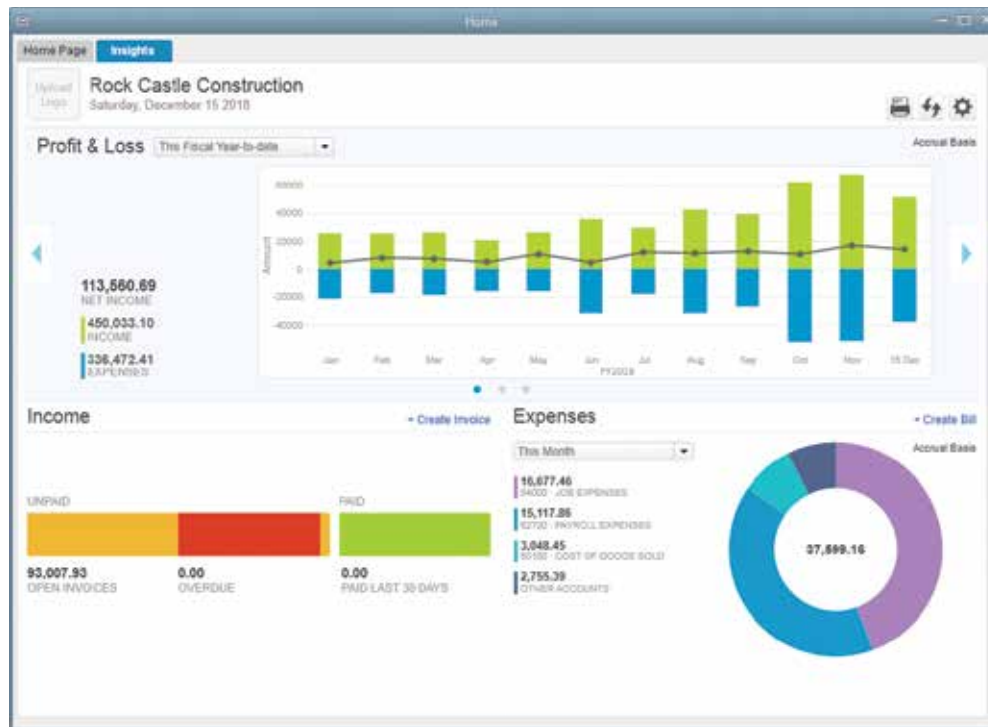 Home
Home Page Insights
Upload Logo
Rock Castle Construction
Saturday, December 15 2018
Profit & Loss This Fiscal Year-to-date
Accrual Basis
113,560.69
NET INCOME
450,033.10
INCOME
336,472.41
EXPENSES
Amount
60000
40000
20000
0
-20000
-40000
Jan Feb Mar Apr May Jun Jul Aug Sep Oct Nov 15 Dec
FY2018
Income
+ Create Invoice
UNPAID
PAID
93,007.93
OPEN INVOICES
0.00
OVERDUE
0.00
PAID LAST 30 DAYS
Expenses
+ Create Bill
This Month
Accrual Basis
16,677.46
54000 · JOB EXPENSES
15,117.86
62700 · PAYROLL EXPENSES
3,048.45
50100 · COST OF GOODS SOLD
2,755.39
OTHER ACCOUNTS
37,599.16